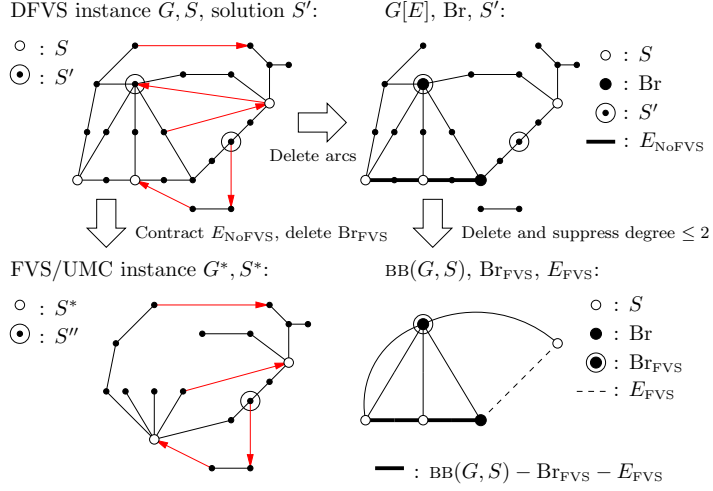 DFVS instance G, S, solution S′:
: S
: S′
G[E], Br, S′:
: S
: Br
: S′
: E_NoFVS
Delete arcs
Contract E_NoFVS, delete Br_FVS
Delete and suppress degree ≤ 2
FVS/UMC instance G*, S*:
: S*
: S″
BB(G, S), Br_FVS, E_FVS:
: S
: Br
: Br_FVS
: E_FVS
: BB(G, S) − Br_FVS − E_FVS